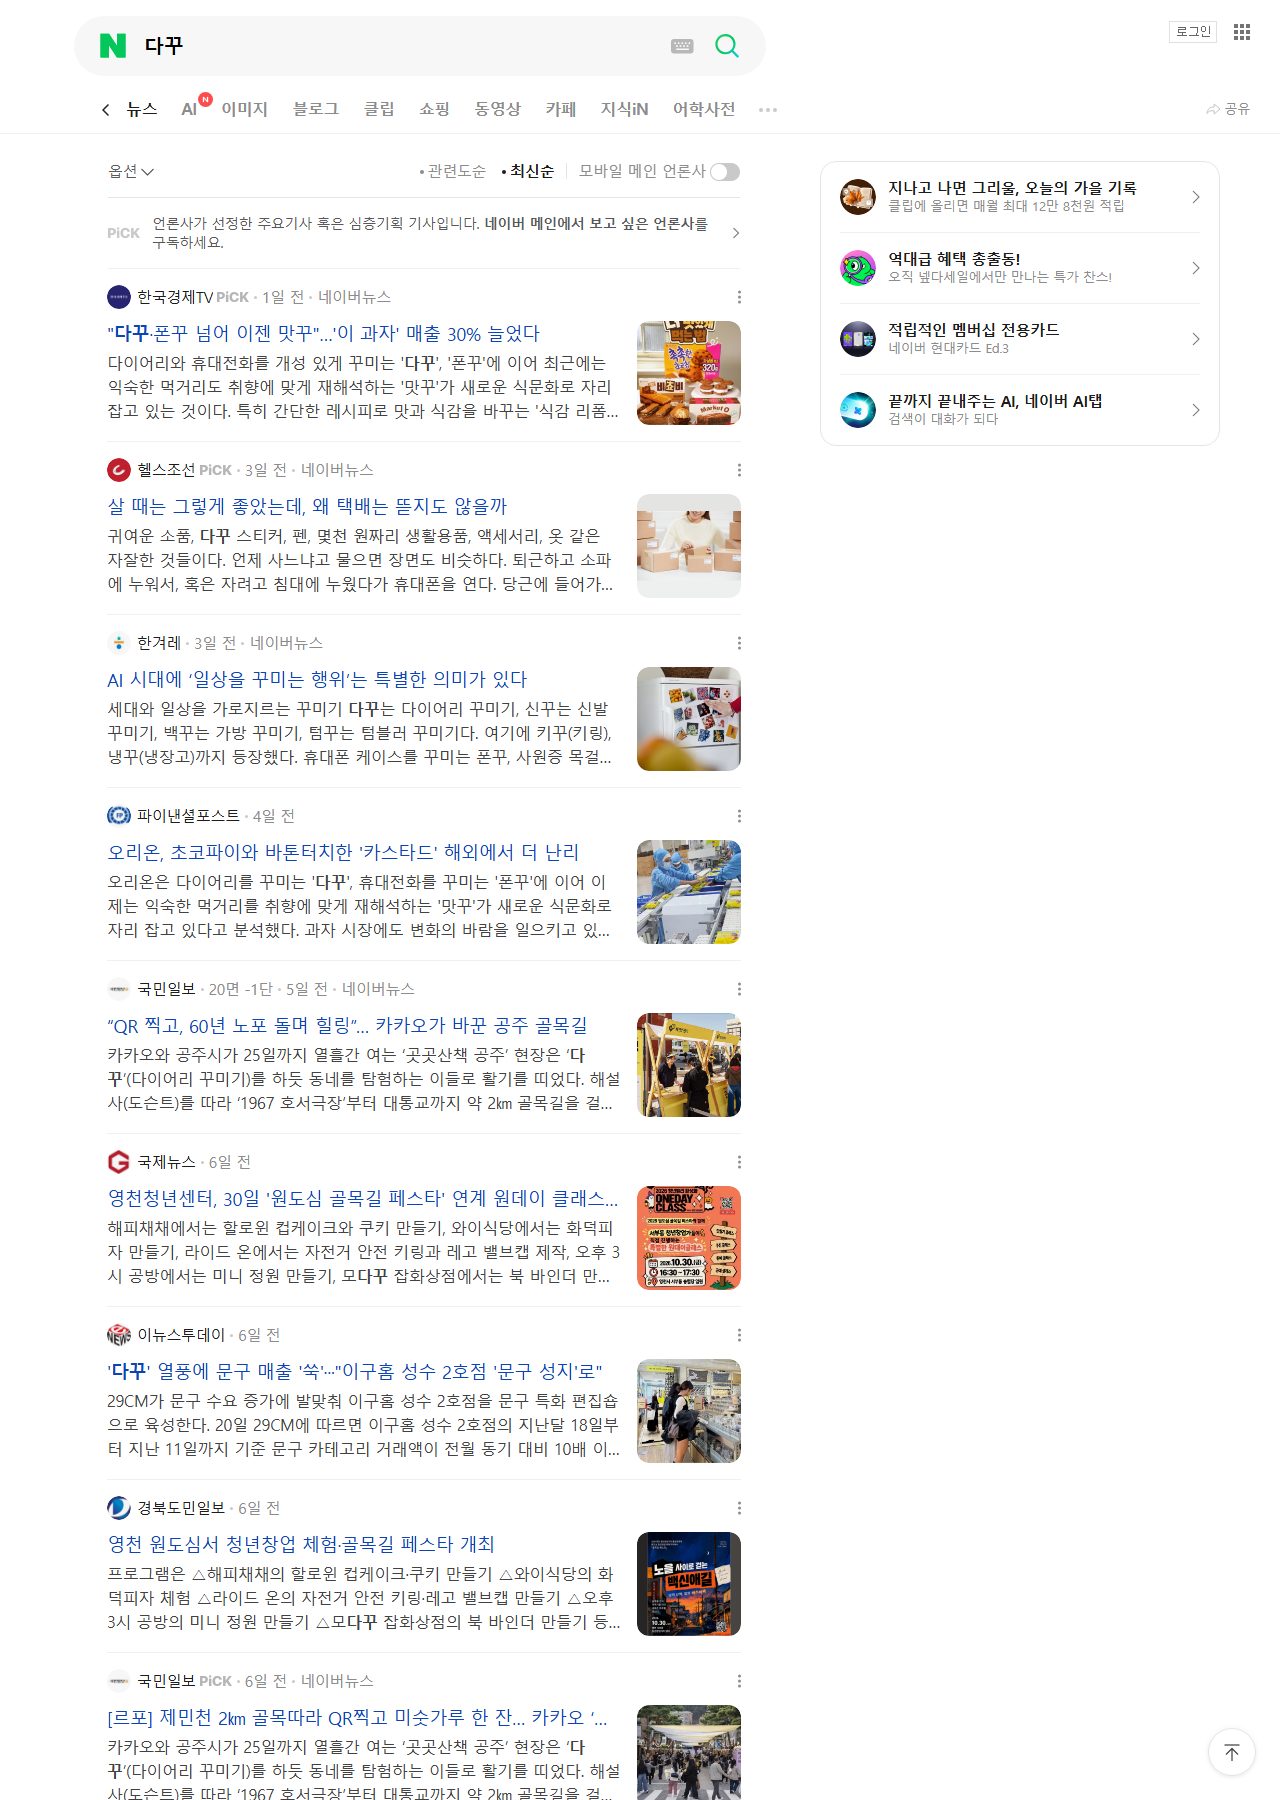 다꾸
로그인
뉴스 AI N 이미지 블로그 클립 쇼핑 동영상 카페 지식iN 어학사전
공유
옵션
• 관련도순 • 최신순 모바일 메인 언론사
PiCK 언론사가 선정한 주요기사 혹은 심층기획 기사입니다. 네이버 메인에서 보고 싶은 언론사를
구독하세요.
한국경제TV PiCK · 1일 전 · 네이버뉴스
"다꾸·폰꾸 넘어 이젠 맛꾸"…'이 과자' 매출 30% 늘었다
다이어리와 휴대전화를 개성 있게 꾸미는 '다꾸', '폰꾸'에 이어 최근에는
익숙한 먹거리도 취향에 맞게 재해석하는 '맛꾸'가 새로운 식문화로 자리
잡고 있는 것이다. 특히 간단한 레시피로 맛과 식감을 바꾸는 '식감 리폼...
헬스조선 PiCK · 3일 전 · 네이버뉴스
살 때는 그렇게 좋았는데, 왜 택배는 뜯지도 않을까
귀여운 소품, 다꾸 스티커, 펜, 몇천 원짜리 생활용품, 액세서리, 옷 같은
자잘한 것들이다. 언제 사느냐고 물으면 장면도 비슷하다. 퇴근하고 소파
에 누워서, 혹은 자려고 침대에 누웠다가 휴대폰을 연다. 당근에 들어가...
한겨레 · 3일 전 · 네이버뉴스
AI 시대에 ‘일상을 꾸미는 행위’는 특별한 의미가 있다
세대와 일상을 가로지르는 꾸미기 다꾸는 다이어리 꾸미기, 신꾸는 신발
꾸미기, 백꾸는 가방 꾸미기, 텀꾸는 텀블러 꾸미기다. 여기에 키꾸(키링),
냉꾸(냉장고)까지 등장했다. 휴대폰 케이스를 꾸미는 폰꾸, 사원증 목걸...
파이낸셜포스트 · 4일 전
오리온, 초코파이와 바톤터치한 '카스타드' 해외에서 더 난리
오리온은 다이어리를 꾸미는 '다꾸', 휴대전화를 꾸미는 '폰꾸'에 이어 이
제는 익숙한 먹거리를 취향에 맞게 재해석하는 '맛꾸'가 새로운 식문화로
자리 잡고 있다고 분석했다. 과자 시장에도 변화의 바람을 일으키고 있...
국민일보 · 20면 -1단 · 5일 전 · 네이버뉴스
“QR 찍고, 60년 노포 돌며 힐링”… 카카오가 바꾼 공주 골목길
카카오와 공주시가 25일까지 열흘간 여는 ‘곳곳산책 공주’ 현장은 ‘다
꾸’(다이어리 꾸미기)를 하듯 동네를 탐험하는 이들로 활기를 띠었다. 해설
사(도슨트)를 따라 ‘1967 호서극장’부터 대통교까지 약 2㎞ 골목길을 걸...
국제뉴스 · 6일 전
영천청년센터, 30일 '원도심 골목길 페스타' 연계 원데이 클래스...
해피채채에서는 할로윈 컵케이크와 쿠키 만들기, 와이식당에서는 화덕피
자 만들기, 라이드 온에서는 자전거 안전 키링과 레고 밸브캡 제작, 오후 3
시 공방에서는 미니 정원 만들기, 모다꾸 잡화상점에서는 북 바인더 만...
이뉴스투데이 · 6일 전
'다꾸' 열풍에 문구 매출 '쑥'…"이구홈 성수 2호점 '문구 성지'로"
29CM가 문구 수요 증가에 발맞춰 이구홈 성수 2호점을 문구 특화 편집숍
으로 육성한다. 20일 29CM에 따르면 이구홈 성수 2호점의 지난달 18일부
터 지난 11일까지 기준 문구 카테고리 거래액이 전월 동기 대비 10배 이...
경북도민일보 · 6일 전
영천 원도심서 청년창업 체험·골목길 페스타 개최
프로그램은 △해피채채의 할로윈 컵케이크·쿠키 만들기 △와이식당의 화
덕피자 체험 △라이드 온의 자전거 안전 키링·레고 밸브캡 만들기 △오후
3시 공방의 미니 정원 만들기 △모다꾸 잡화상점의 북 바인더 만들기 등...
국민일보 PiCK · 6일 전 · 네이버뉴스
[르포] 제민천 2㎞ 골목따라 QR찍고 미숫가루 한 잔… 카카오 ‘...
카카오와 공주시가 25일까지 열흘간 여는 ‘곳곳산책 공주’ 현장은 ‘다
꾸’(다이어리 꾸미기)를 하듯 동네를 탐험하는 이들로 활기를 띠었다. 해설
사(도슨트)를 따라 ‘1967 호서극장’부터 대통교까지 약 2㎞ 골목길을 걸...
지나고 나면 그리울, 오늘의 가을 기록
클립에 올리면 매월 최대 12만 8천원 적립
역대급 혜택 총출동!
오직 넾다세일에서만 만나는 특가 찬스!
적립적인 멤버십 전용카드
네이버 현대카드 Ed.3
끝까지 끝내주는 AI, 네이버 AI탭
검색이 대화가 되다
ONEDAY
CLASS
2026.10.30.(금)
16:30~17:30
노을 사이로 걷는
백신애길
10.30